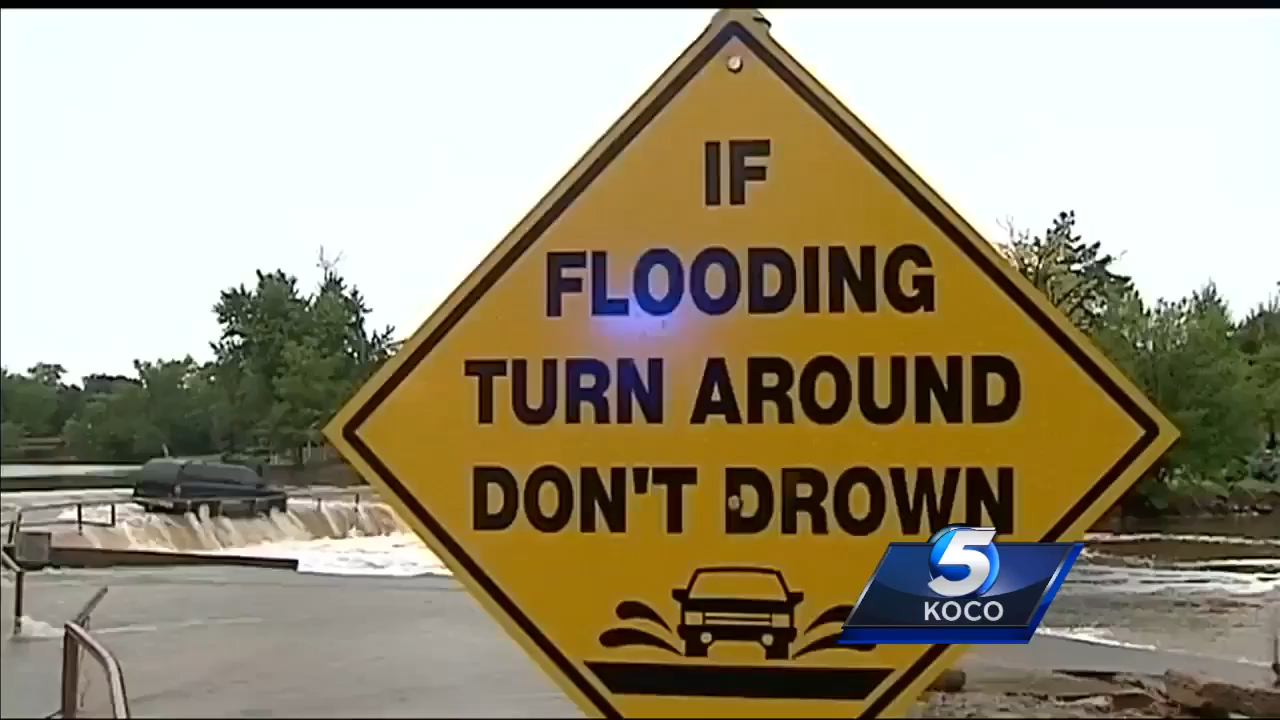 IF
FLOODING
TURN AROUND
DON'T DROWN
5
KOCO